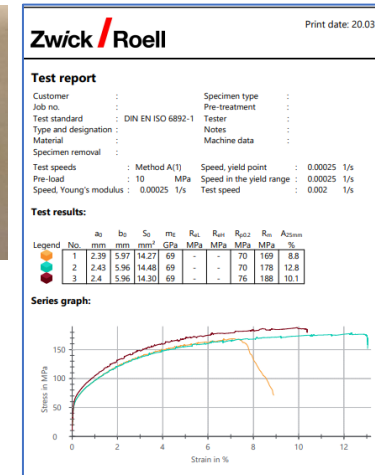 Print date: 20.03
Zwick / Roell
Test report
Customer : Specimen type :
Job no. : Pre-treatment :
Test standard : DIN EN ISO 6892-1 Tester :
Type and designation : Notes :
Material : Machine data :
Specimen removal :
Test speeds : Method A(1) Speed, yield point : 0.00025 1/s
Pre-load : 10 MPa Speed in the yield range : 0.00025 1/s
Speed, Young's modulus : 0.00025 1/s Test speed : 0.002 1/s
Test results:
a₀ b₀ S₀ mE ReL ReH Rp0.2 Rm A25mm
Legend No. mm mm mm² GPa MPa MPa MPa MPa %
1 2.39 5.97 14.27 69 - - 70 169 8.8
2 2.43 5.96 14.48 69 - - 70 178 12.8
3 2.4 5.96 14.30 69 - - 76 188 10.1
Series graph:
Stress in MPa
150
100
50
0
0 2 4 6 8 10 12
Strain in %